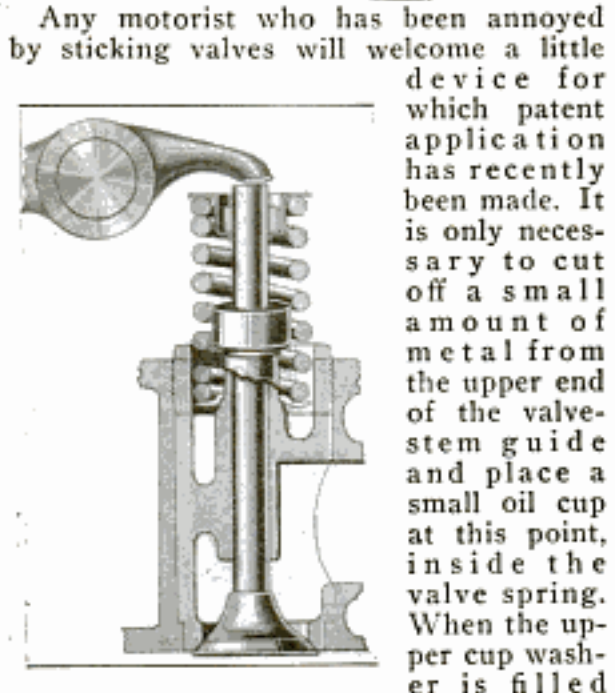 Any motorist who has been annoyed
by sticking valves will welcome a little
device for
which patent
application
has recently
been made. It
is only neces-
sary to cut
off a small
amount of
metal from
the upper end
of the valve-
stem guide
and place a
small oil cup
at this point,
inside the
valve spring.
When the up-
per cup wash-
er is filled